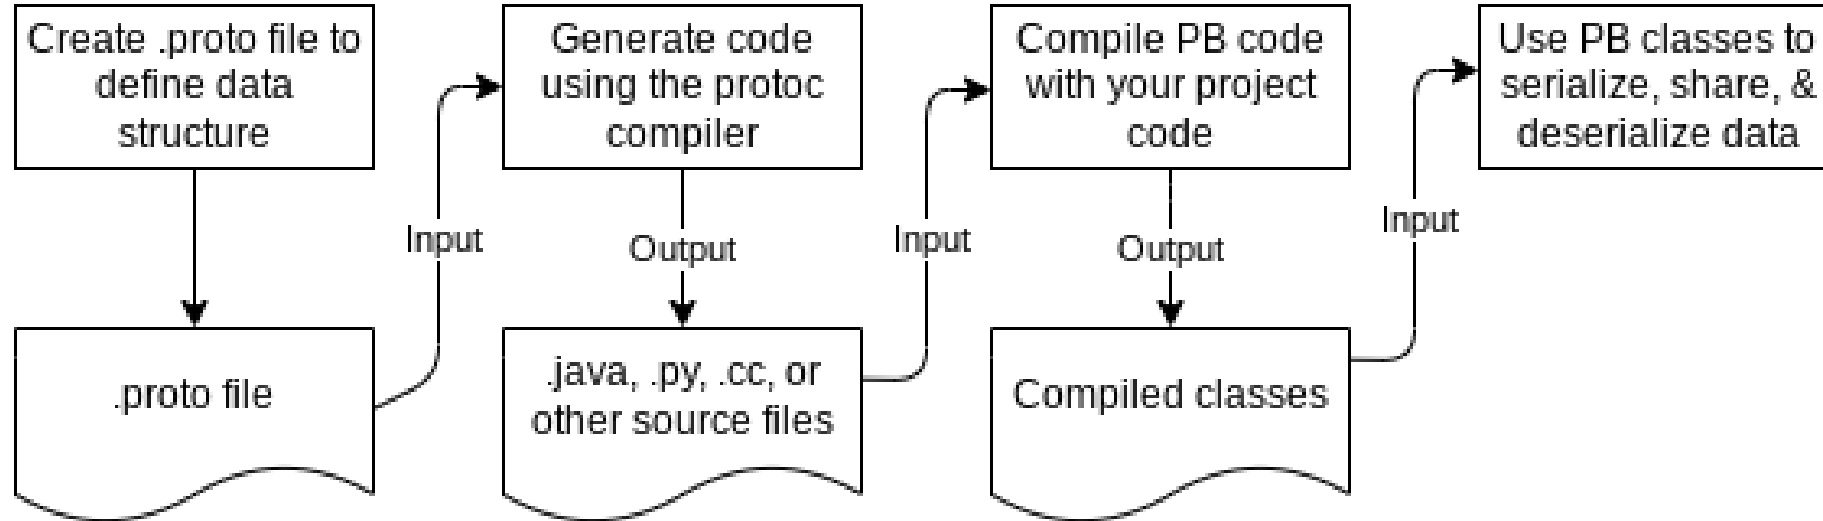 Create .proto file to
define data
structure
Generate code
using the protoc
compiler
Compile PB code
with your project
code
Use PB classes to
serialize, share, &
deserialize data
Input
Output
Input
Output
Input
.proto file
.java, .py, .cc, or
other source files
Compiled classes